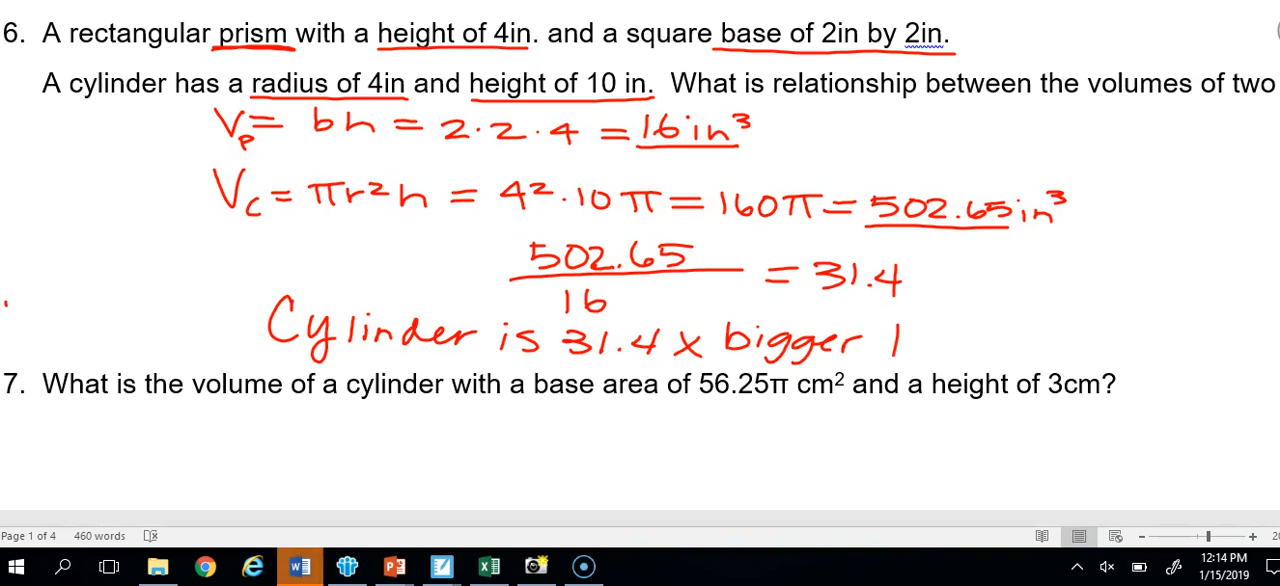 6. A rectangular prism with a height of 4in. and a square base of 2in by 2in.
A cylinder has a radius of 4in and height of 10 in. What is relationship between the volumes of two
Vp = bh = 2·2·4 = 16in³
Vc = πr²h = 4²·10π = 160π = 502.65in³
502.65
16
= 31.4
Cylinder is 31.4 x bigger
7. What is the volume of a cylinder with a base area of 56.25π cm² and a height of 3cm?
Page 1 of 4 460 words
12:14 PM
1/15/2019